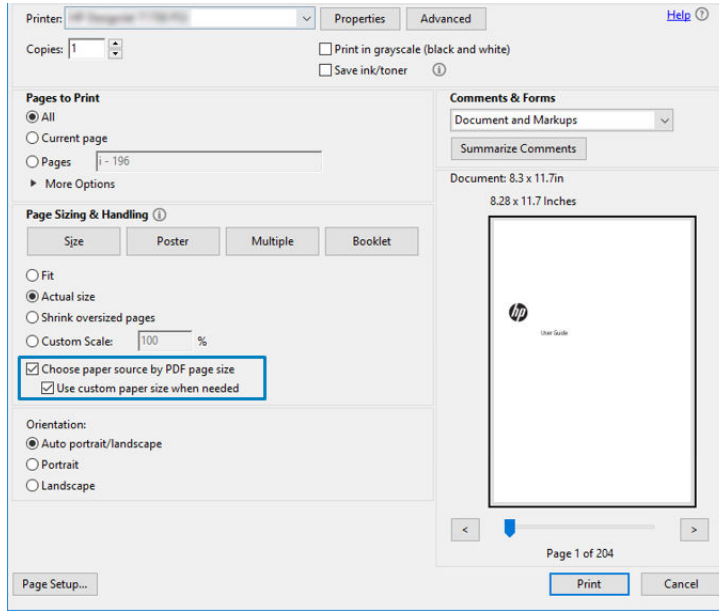 Printer: Properties Advanced Help
Copies: 1 Print in grayscale (black and white)
Save ink/toner
Pages to Print
All
Current page
Pages i - 196
More Options
Page Sizing & Handling
Size Poster Multiple Booklet
Fit
Actual size
Shrink oversized pages
Custom Scale: 100 %
Choose paper source by PDF page size
Use custom paper size when needed
Orientation:
Auto portrait/landscape
Portrait
Landscape
Comments & Forms
Document and Markups
Summarize Comments
Document: 8.3 x 11.7in
8.28 x 11.7 Inches
hp
User Guide
< >
Page 1 of 204
Page Setup... Print Cancel